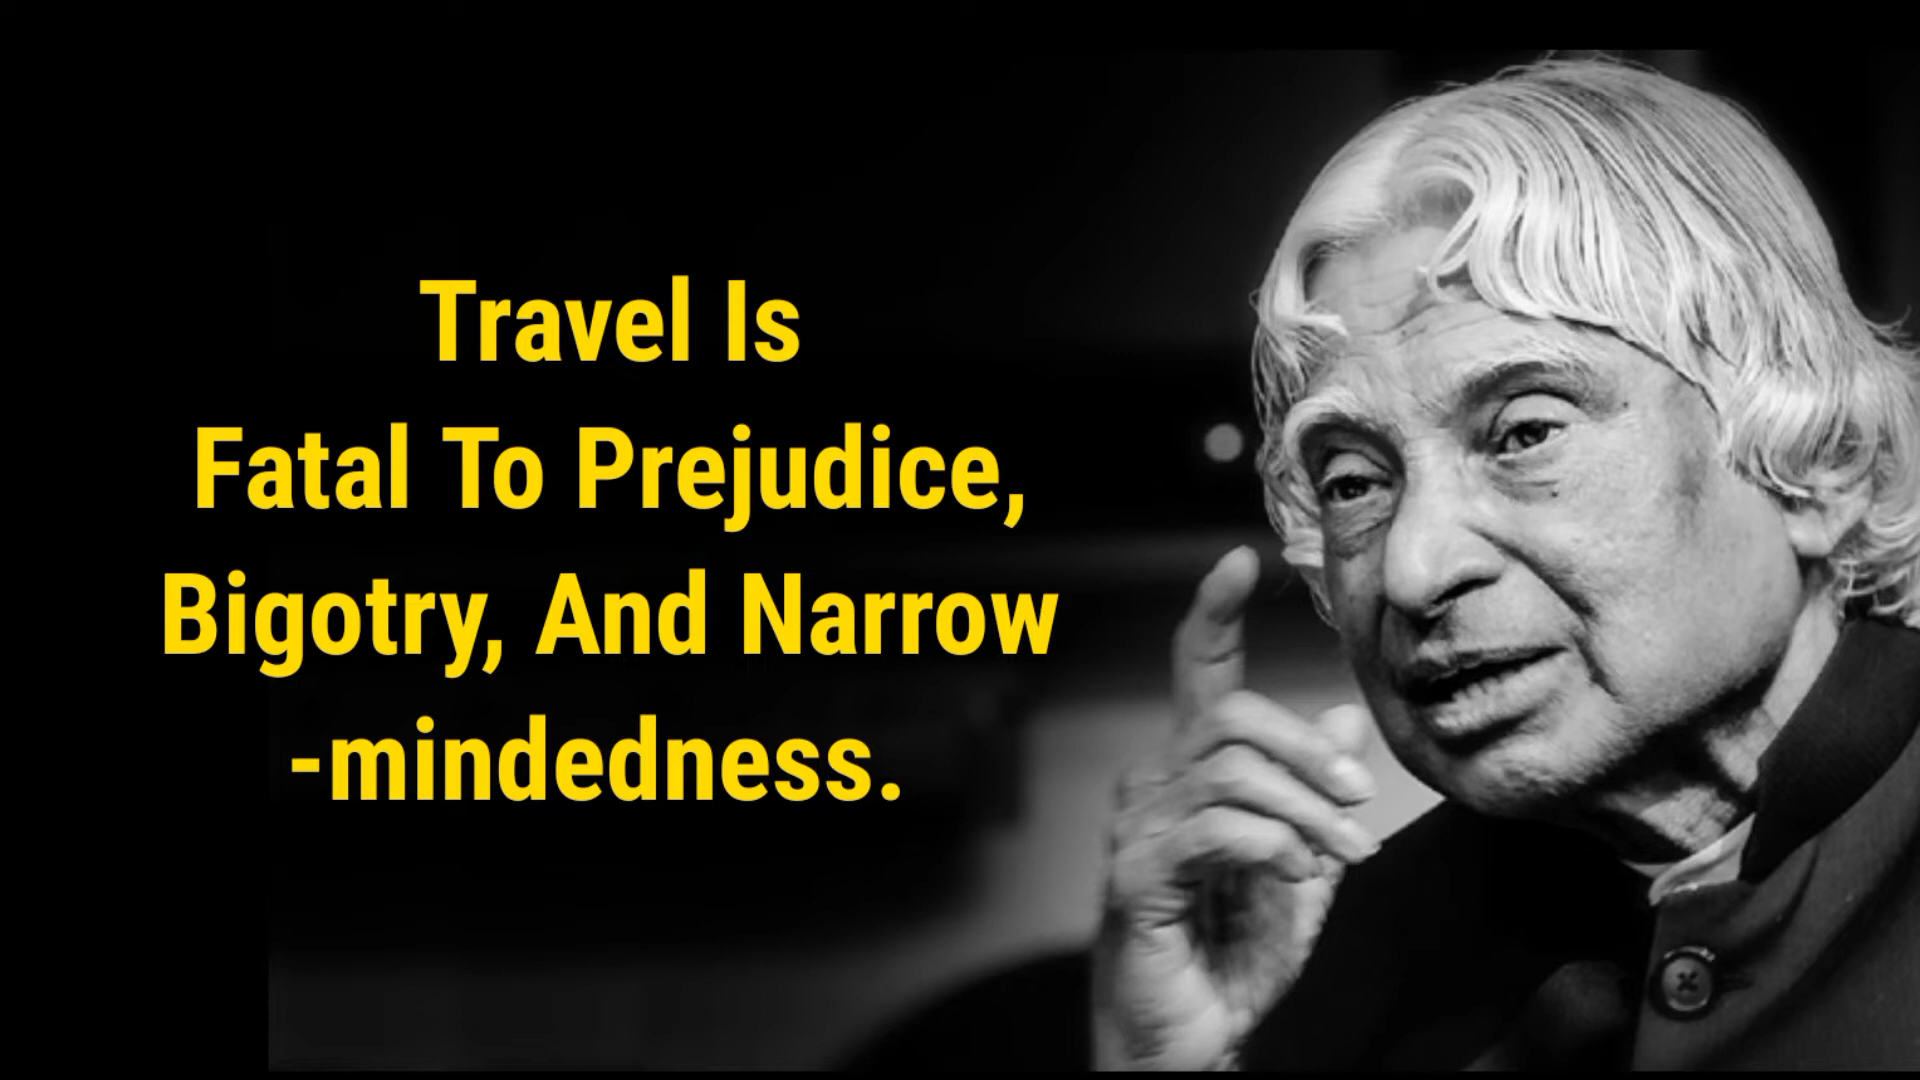 Travel Is
Fatal To Prejudice,
Bigotry, And Narrow
-mindedness.